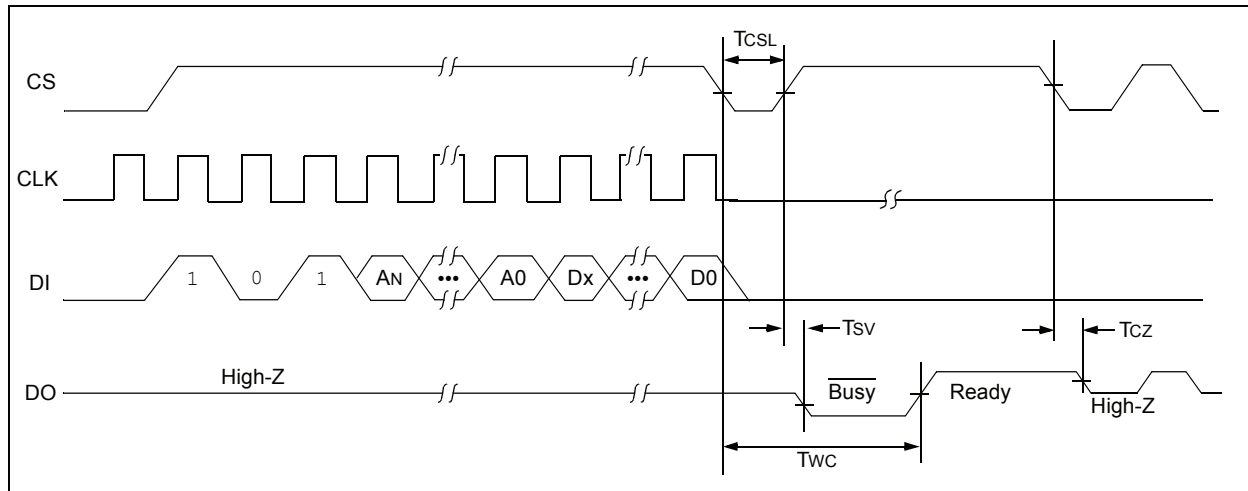 TCSL
CS
CLK
DI
1 0 1 AN ••• A0 Dx ••• D0
TSV
TCZ
High-Z
DO
Busy
Ready
High-Z
TWC